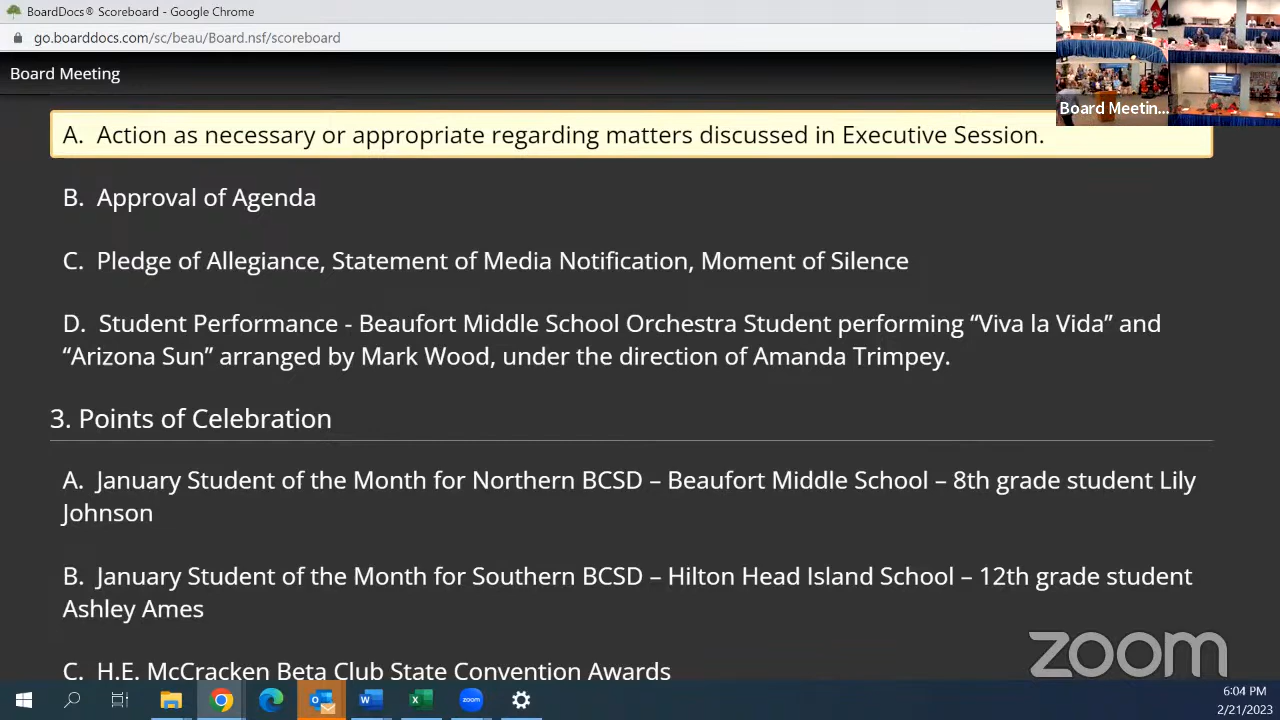 BoardDocs® Scoreboard - Google Chrome
go.boarddocs.com/sc/beau/Board.nsf/scoreboard
Board Meeting
Board Meetin...
A. Action as necessary or appropriate regarding matters discussed in Executive Session.
B. Approval of Agenda
C. Pledge of Allegiance, Statement of Media Notification, Moment of Silence
D. Student Performance - Beaufort Middle School Orchestra Student performing “Viva la Vida” and
“Arizona Sun” arranged by Mark Wood, under the direction of Amanda Trimpey.
3. Points of Celebration
A. January Student of the Month for Northern BCSD – Beaufort Middle School – 8th grade student Lily
Johnson
B. January Student of the Month for Southern BCSD – Hilton Head Island School – 12th grade student
Ashley Ames
C. H.E. McCracken Beta Club State Convention Awards
zoom
zoom
6:04 PM
2/21/2023